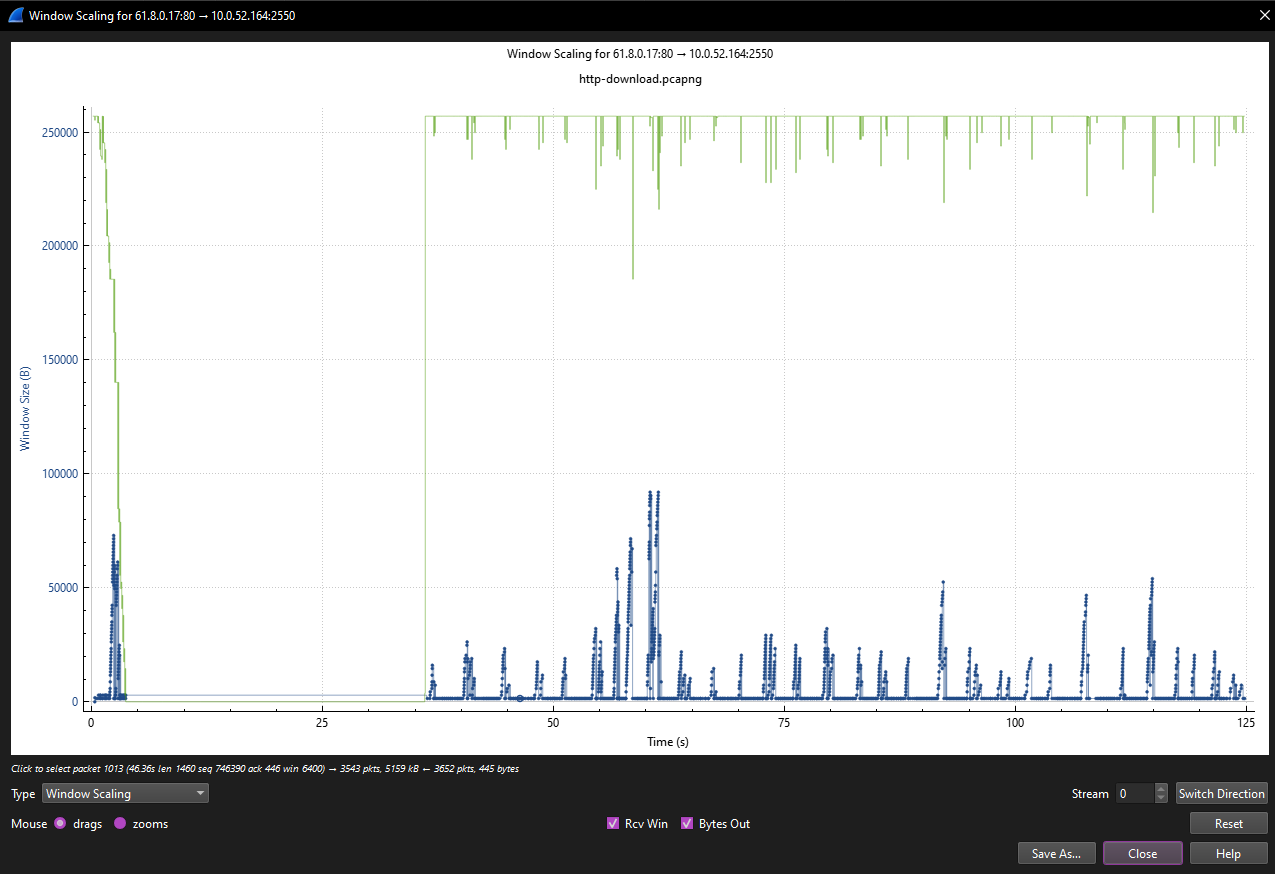 Window Scaling for 61.8.0.17:80 → 10.0.52.164:2550
Window Scaling for 61.8.0.17:80 → 10.0.52.164:2550
http-download.pcapng
250000
200000
150000
100000
50000
0
Window Size (B)
0 25 50 75 100 125
Time (s)
Click to select packet 1013 (46.36s len 1460 seq 746390 ack 446 win 6400) → 3543 pkts, 5159 kB ← 3652 pkts, 445 bytes
Type Window Scaling Stream 0 Switch Direction
Mouse drags zooms Rcv Win Bytes Out Reset
Save As... Close Help